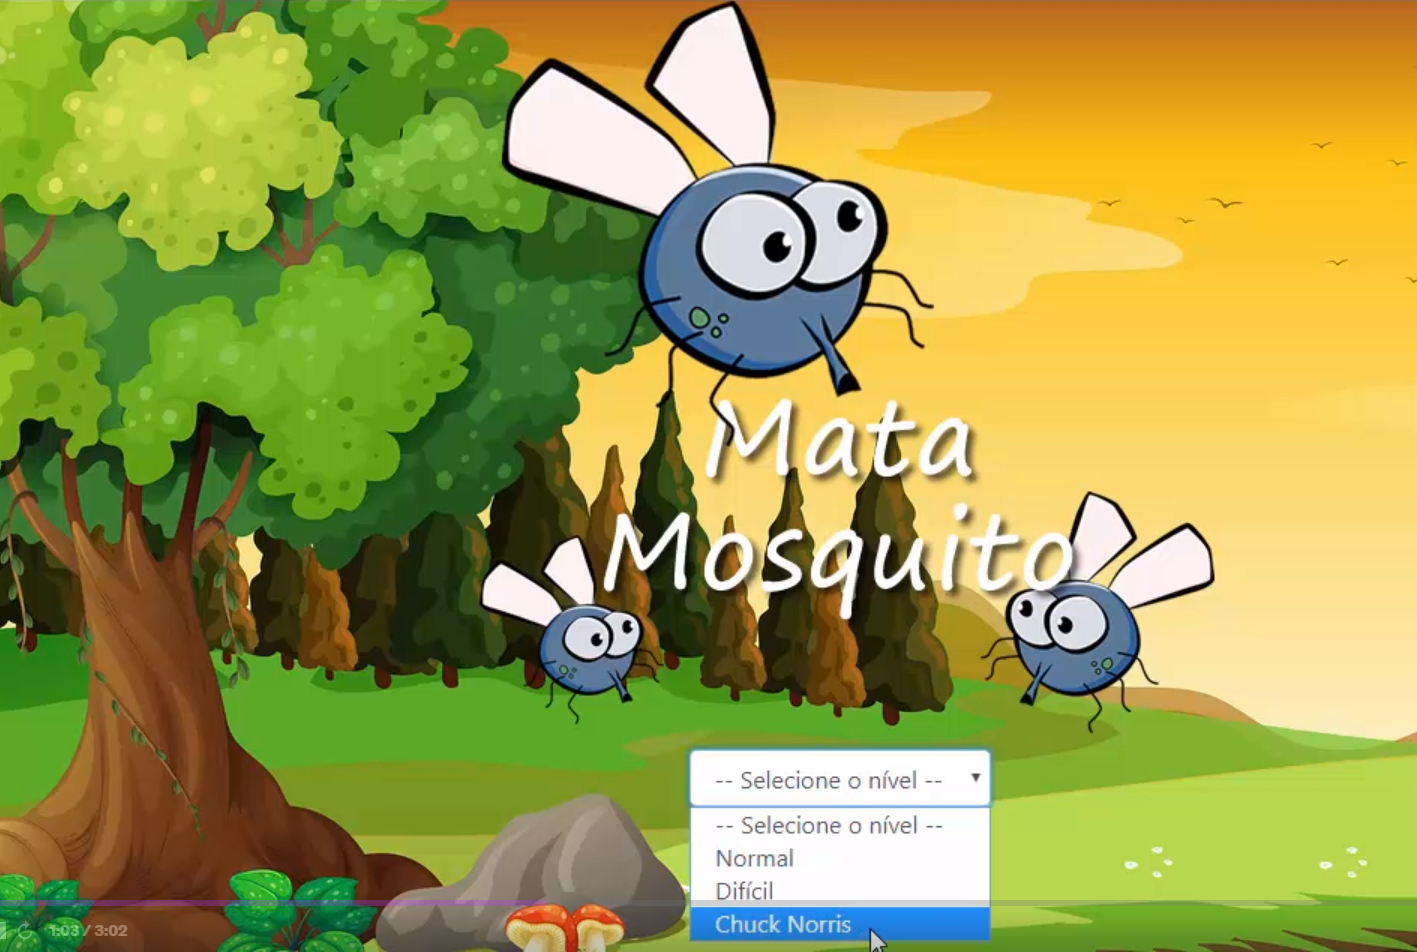 Mata
Mosquito
-- Selecione o nível --
-- Selecione o nível --
Normal
Difícil
Chuck Norris
1:03 / 3:02